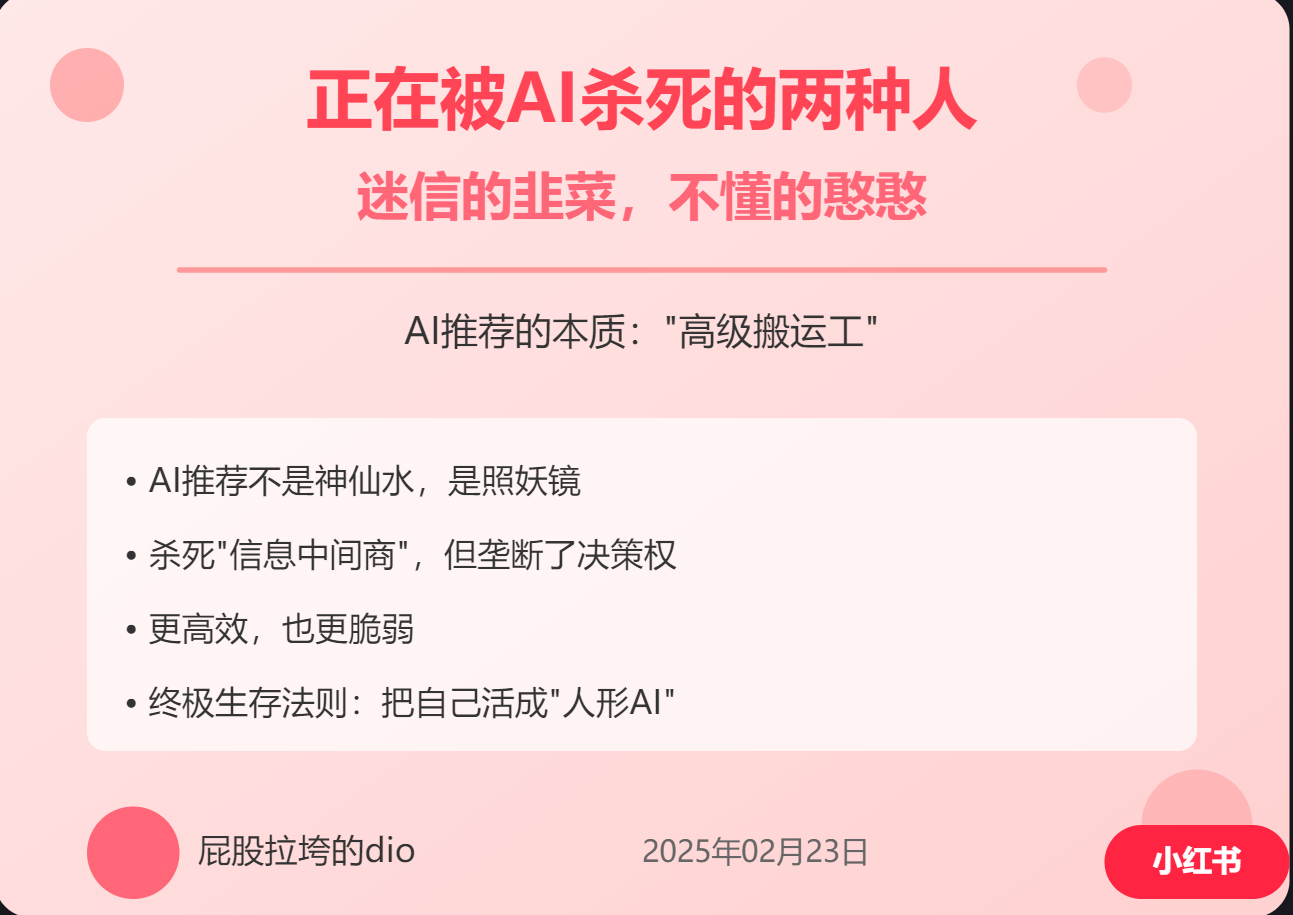 正在被AI杀死的两种人
迷信的韭菜，不懂的憨憨
AI推荐的本质："高级搬运工"
• AI推荐不是神仙水，是照妖镜
• 杀死"信息中间商"，但垄断了决策权
• 更高效，也更脆弱
• 终极生存法则：把自己活成"人形AI"
屁股拉垮的dio
2025年02月23日
小红书